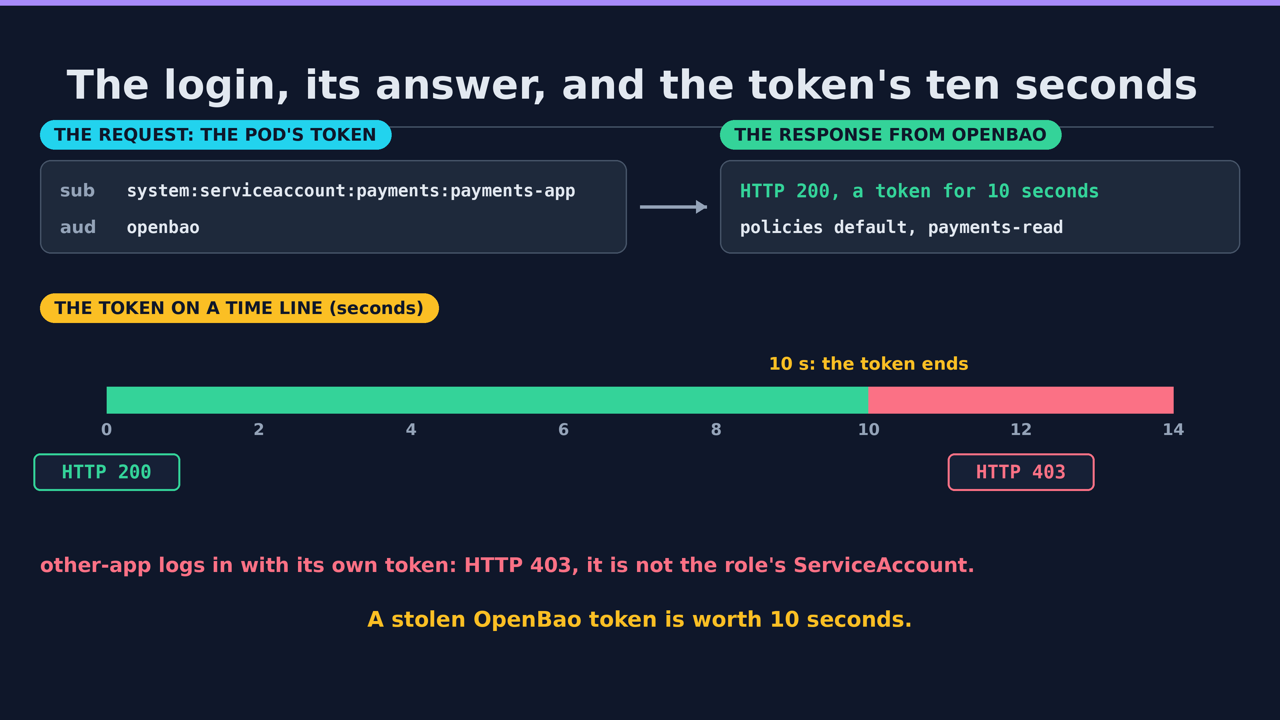 The login, its answer, and the token's ten seconds
THE REQUEST: THE POD'S TOKEN
sub system:serviceaccount:payments:payments-app
aud openbao
THE RESPONSE FROM OPENBAO
HTTP 200, a token for 10 seconds
policies default, payments-read
THE TOKEN ON A TIME LINE (seconds)
10 s: the token ends
0 2 4 6 8 10 12 14
HTTP 200 HTTP 403
other-app logs in with its own token: HTTP 403, it is not the role's ServiceAccount.
A stolen OpenBao token is worth 10 seconds.